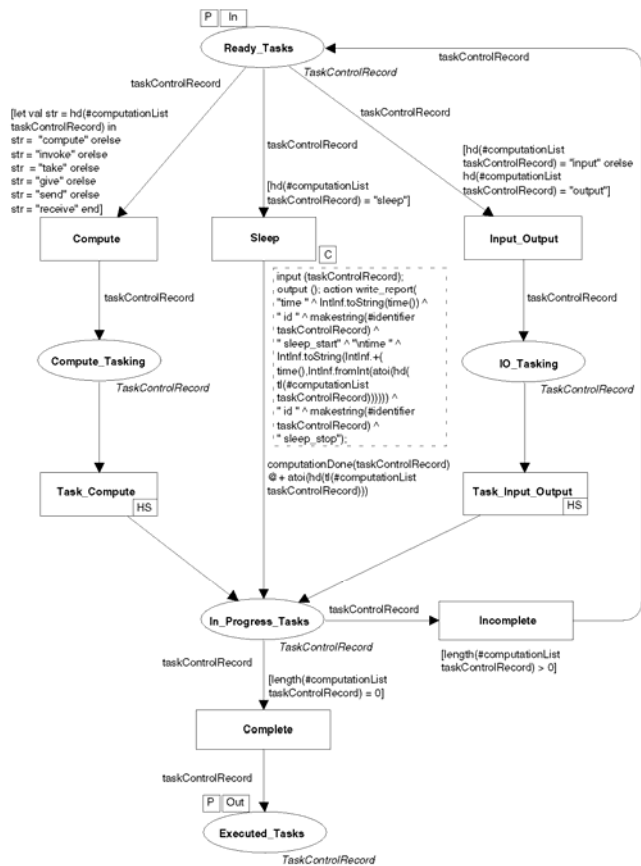 P In
Ready_Tasks
TaskControlRecord
taskControlRecord
taskControlRecord
[let val str = hd(#computationList
taskControlRecord) in
str = "compute" orelse
str = "invoke" orelse
str = "take" orelse
str = "give" orelse
str = "send" orelse
str = "receive" end]
taskControlRecord
[hd(#computationList
taskControlRecord) = "sleep"]
taskControlRecord
[hd(#computationList
taskControlRecord) = "input" orelse
hd(#computationList
taskControlRecord) = "output"]
Compute
Sleep
C
Input_Output
input (taskControlRecord);
output (); action write_report(
"time " ^ IntInf.toString(time()) ^
" id " ^ makestring(#identifier
taskControlRecord) ^
" sleep_start" ^ "\ntime " ^
IntInf.toString(IntInf.+(
time(),IntInf.fromInt(atoi(hd(
tl(#computationList
taskControlRecord)))))) ^
" id " ^ makestring(#identifier
taskControlRecord) ^
" sleep_stop");
taskControlRecord
taskControlRecord
Compute_Tasking
TaskControlRecord
IO_Tasking
TaskControlRecord
computationDone(taskControlRecord)
@+ atoi(hd(tl(#computationList
taskControlRecord)))
Task_Compute
HS
Task_Input_Output
HS
In_Progress_Tasks
TaskControlRecord
taskControlRecord
Incomplete
[length(#computationList
taskControlRecord) > 0]
taskControlRecord
[length(#computationList
taskControlRecord) = 0]
Complete
taskControlRecord
P Out
Executed_Tasks
TaskControlRecord